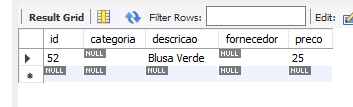 Result Grid Filter Rows: Edit:
id categoria descricao fornecedor preco
52 NULL Blusa Verde NULL 25
NULL NULL NULL NULL NULL